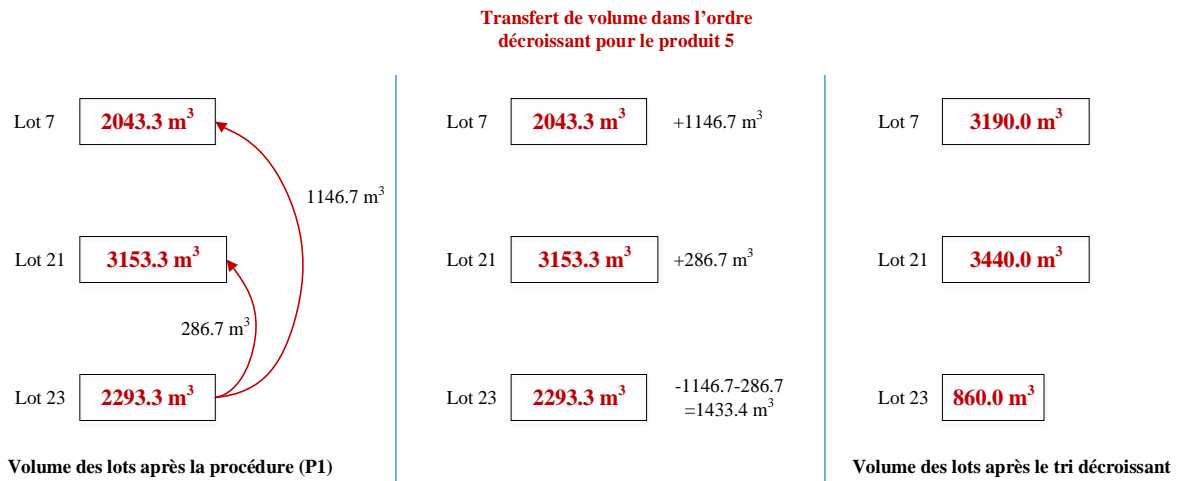 Transfert de volume dans l'ordre
décroissant pour le produit 5
Lot 7
2043.3 m³
1146.7 m³
Lot 21
3153.3 m³
286.7 m³
Lot 23
2293.3 m³
Volume des lots après la procédure (P1)
Lot 7
2043.3 m³
+1146.7 m³
Lot 21
3153.3 m³
+286.7 m³
Lot 23
2293.3 m³
-1146.7-286.7
=1433.4 m³
Lot 7
3190.0 m³
Lot 21
3440.0 m³
Lot 23
860.0 m³
Volume des lots après le tri décroissant